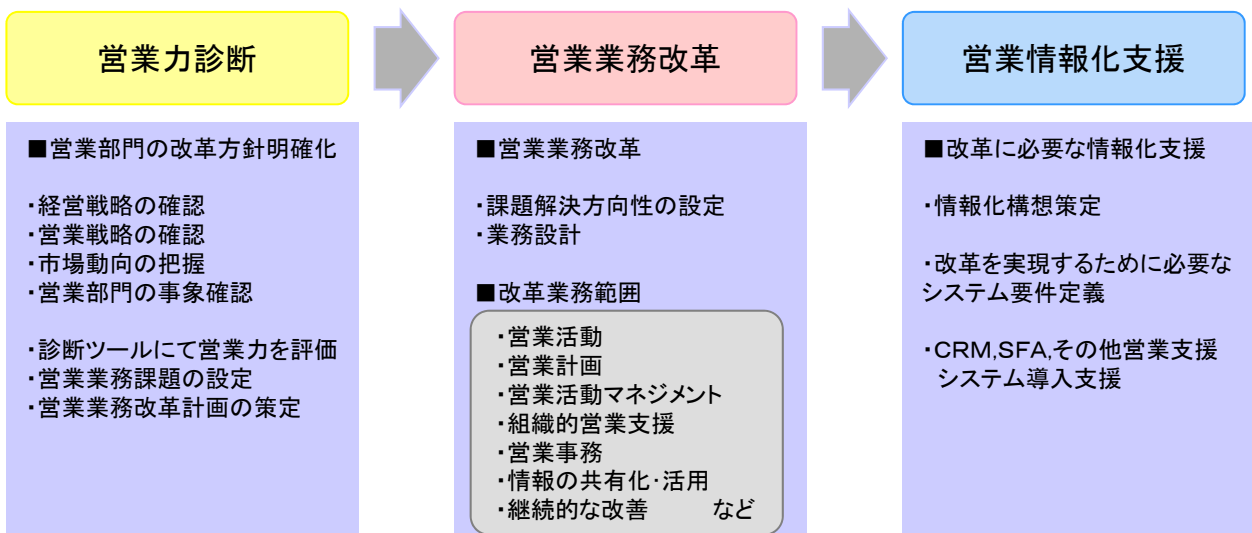 営業力診断
■営業部門の改革方針明確化
・経営戦略の確認
・営業戦略の確認
・市場動向の把握
・営業部門の事象確認
・診断ツールにて営業力を評価
・営業業務課題の設定
・営業業務改革計画の策定
営業業務改革
■営業業務改革
・課題解決方向性の設定
・業務設計
■改革業務範囲
・営業活動
・営業計画
・営業活動マネジメント
・組織的営業支援
・営業事務
・情報の共有化・活用
・継続的な改善　　など
営業情報化支援
■改革に必要な情報化支援
・情報化構想策定
・改革を実現するために必要な
システム要件定義
・CRM,SFA,その他営業支援
システム導入支援